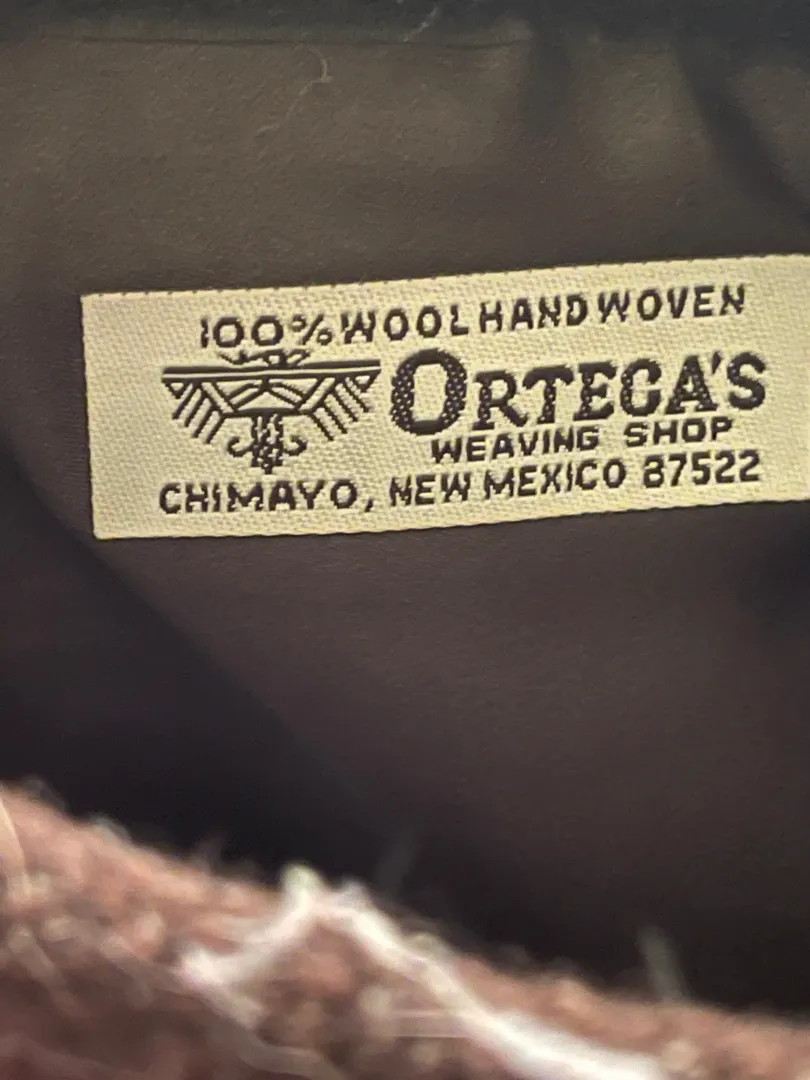 100% WOOL HAND WOVEN
ORTEGA'S
WEAVING SHOP
CHIMAYO, NEW MEXICO 87522